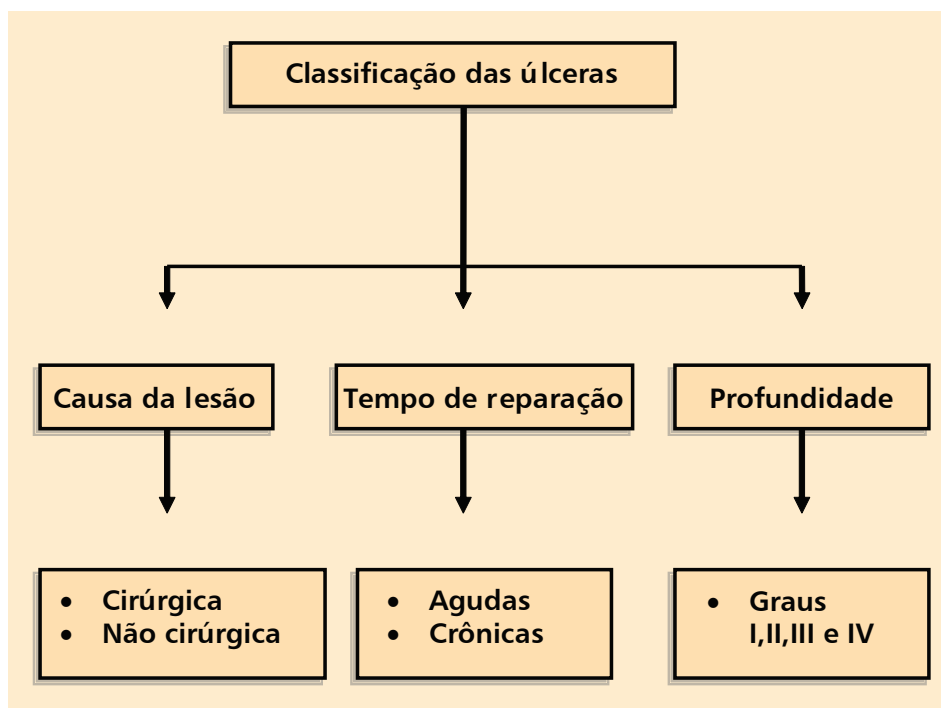 Classificação das úlceras
Causa da lesão
Tempo de reparação
Profundidade
• Cirúrgica
• Não cirúrgica
• Agudas
• Crônicas
• Graus
I,II,III e IV